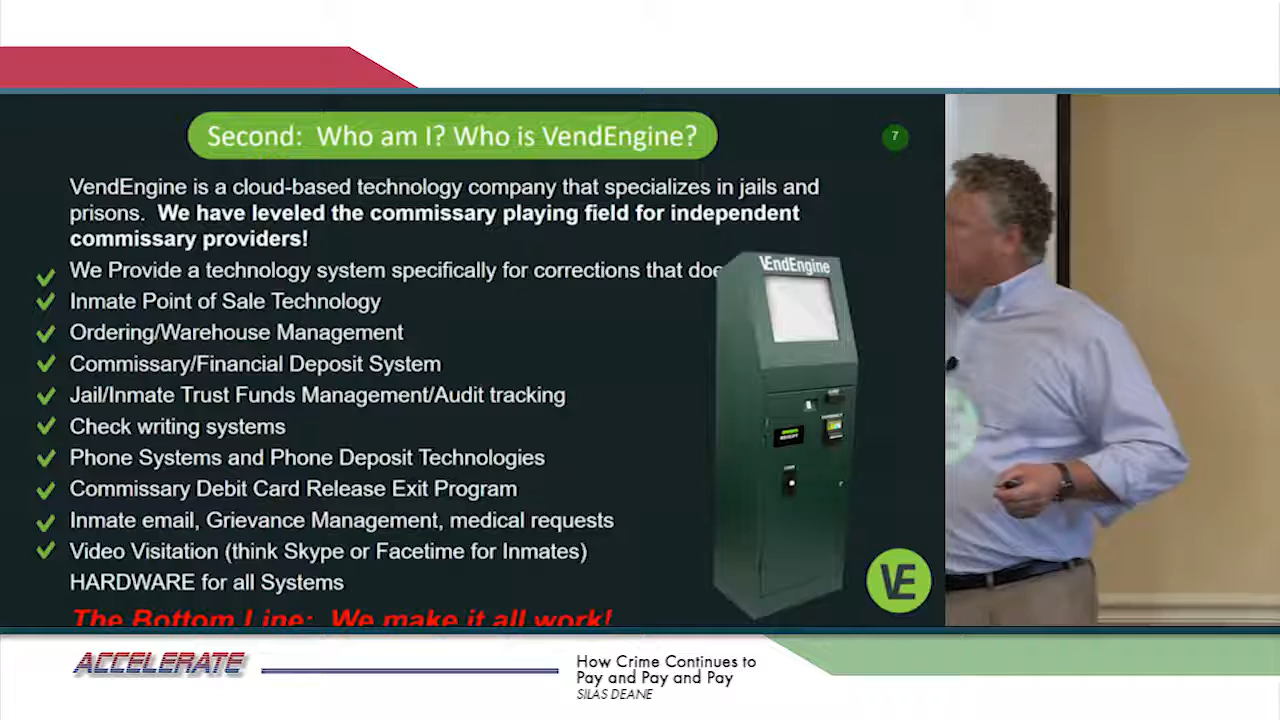 Second: Who am I? Who is VendEngine?
7
VendEngine is a cloud-based technology company that specializes in jails and
prisons. We have leveled the commissary playing field for independent
commissary providers!
We Provide a technology system specifically for corrections that doe
Inmate Point of Sale Technology
Ordering/Warehouse Management
Commissary/Financial Deposit System
Jail/Inmate Trust Funds Management/Audit tracking
Check writing systems
Phone Systems and Phone Deposit Technologies
Commissary Debit Card Release Exit Program
Inmate email, Grievance Management, medical requests
Video Visitation (think Skype or Facetime for Inmates)
HARDWARE for all Systems
The Bottom Line: We make it all work!
VEndEngine
VE
ACCELERATE
How Crime Continues to
Pay and Pay and Pay
SILAS DEANE